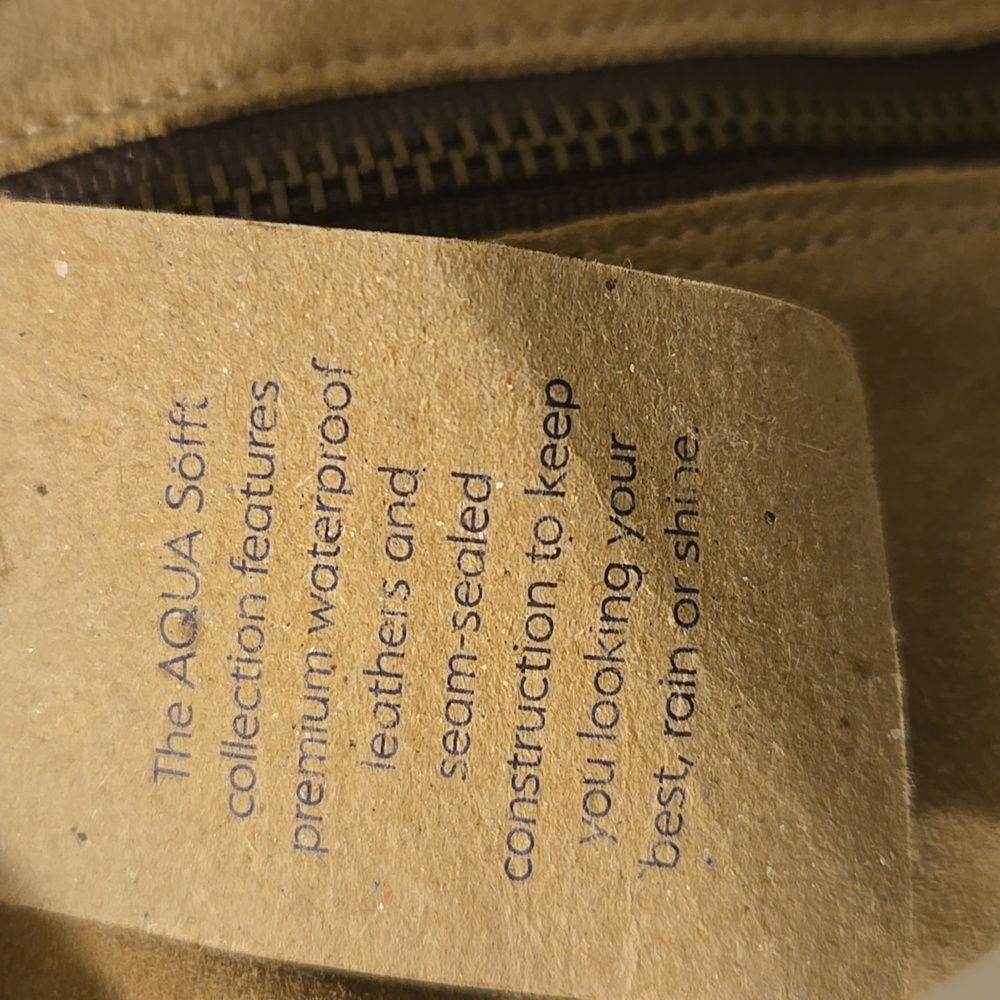 The AQUA Söfft
collection features
premium waterproof
leathers and
seam-sealed
construction to keep
you looking your
best, rain or shine.